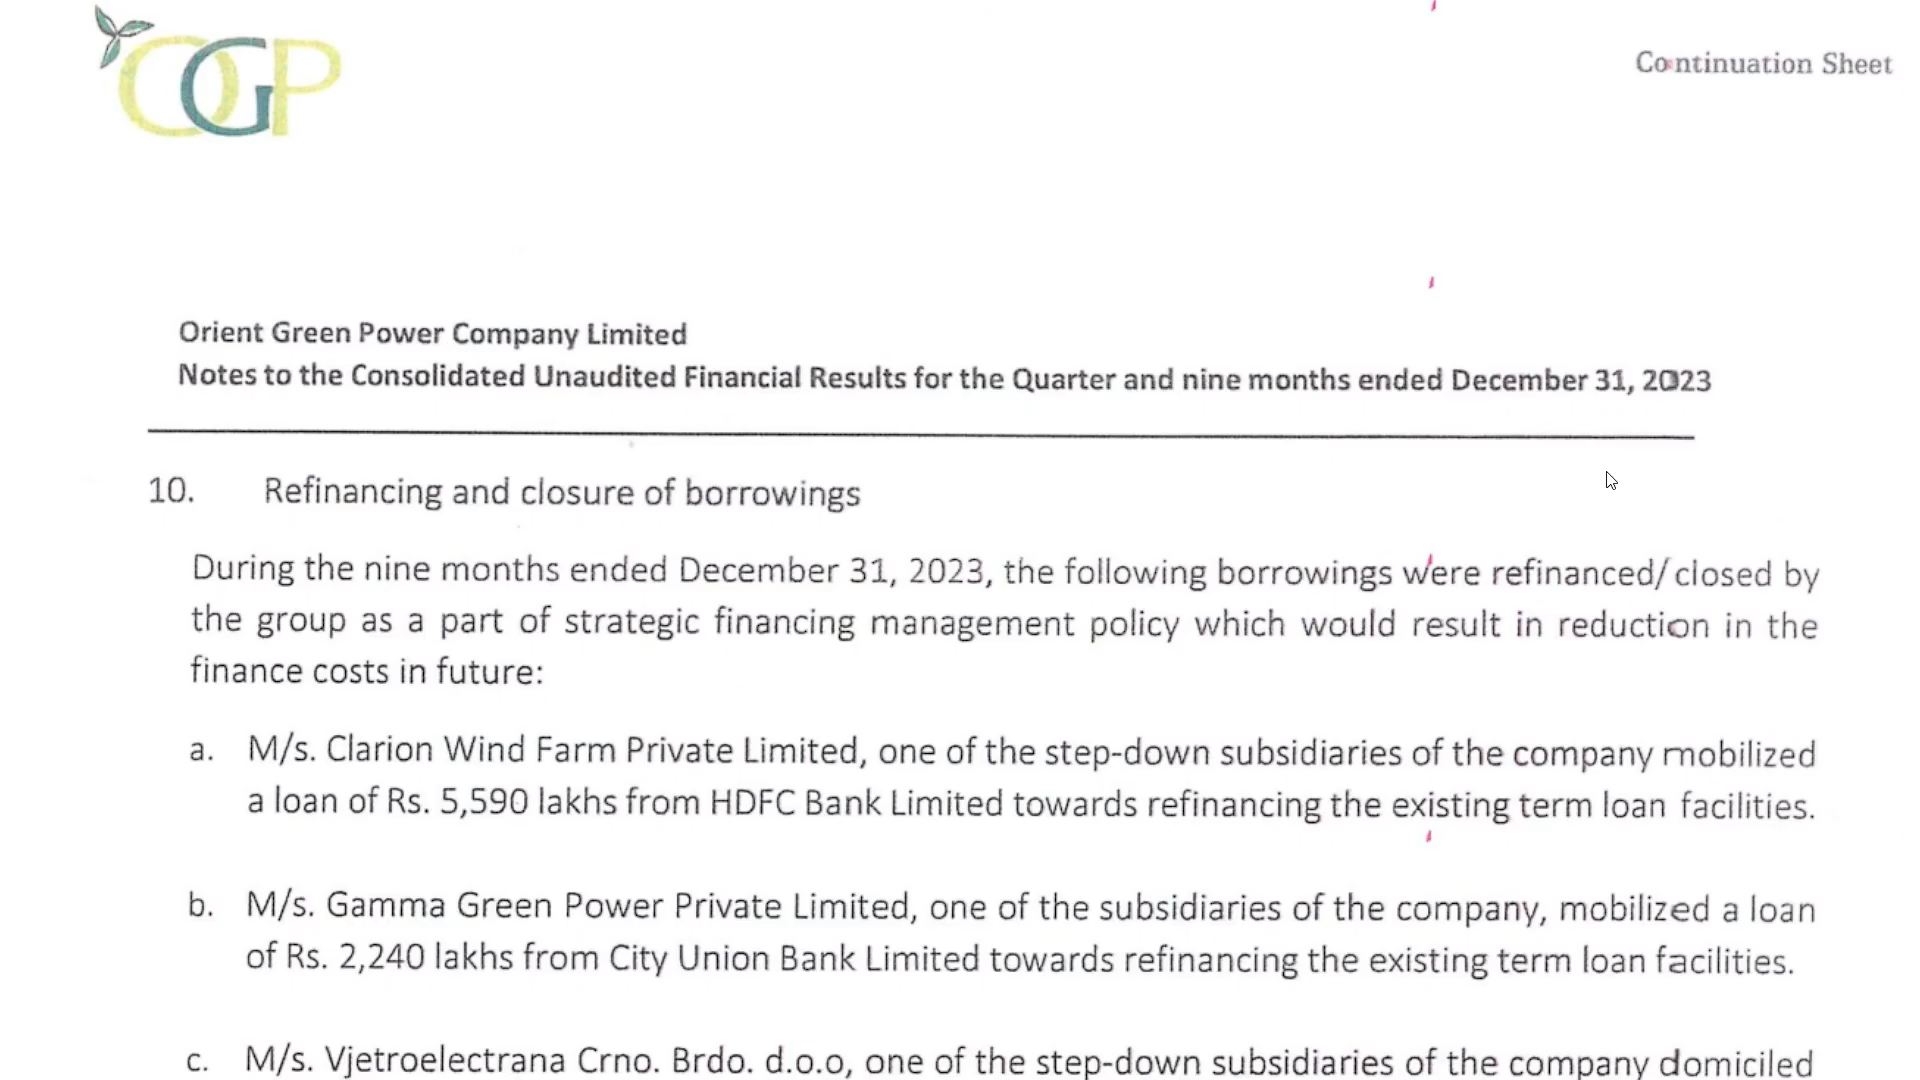 OGP
Continuation Sheet
Orient Green Power Company Limited
Notes to the Consolidated Unaudited Financial Results for the Quarter and nine months ended December 31, 2023
10. Refinancing and closure of borrowings
During the nine months ended December 31, 2023, the following borrowings were refinanced/closed by
the group as a part of strategic financing management policy which would result in reduction in the
finance costs in future:
a. M/s. Clarion Wind Farm Private Limited, one of the step-down subsidiaries of the company mobilized
a loan of Rs. 5,590 lakhs from HDFC Bank Limited towards refinancing the existing term loan facilities.
b. M/s. Gamma Green Power Private Limited, one of the subsidiaries of the company, mobilized a loan
of Rs. 2,240 lakhs from City Union Bank Limited towards refinancing the existing term loan facilities.
c. M/s. Vjetroelectrana Crno. Brdo. d.o.o, one of the step-down subsidiaries of the company domiciled